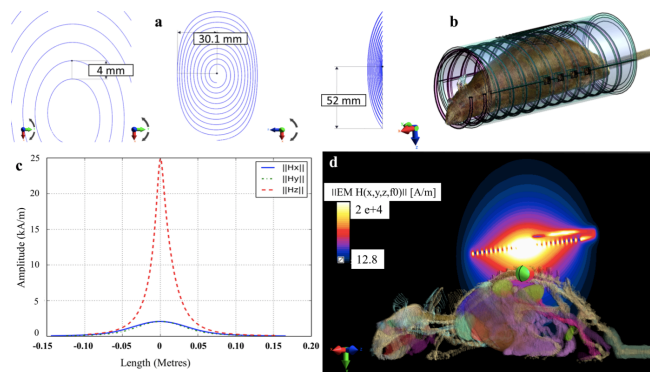 a
b
30.1 mm
4 mm
52 mm
c
d
25
20
15
10
5
0
Amplitude (kA/m)
||Hx||
||Hy||
||Hz||
-0.15
-0.10
-0.05
0.00
0.05
0.10
0.15
0.20
Length (Metres)
||EM H(x,y,z,f0)|| [A/m]
2 e+4
12.8